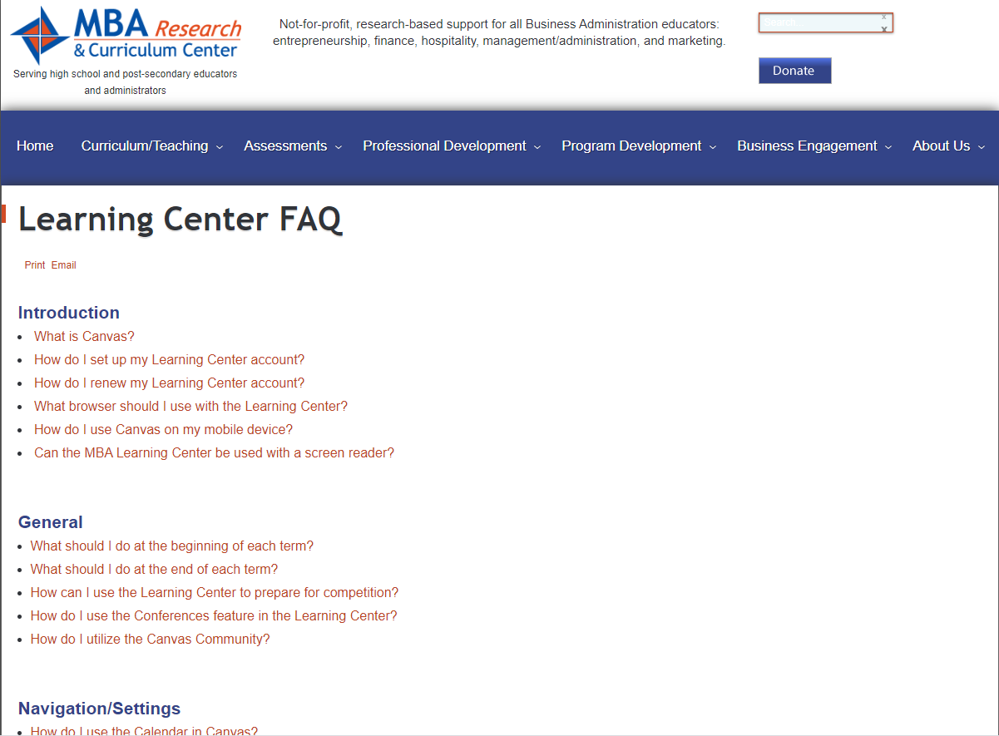 MBA Research
& Curriculum Center
Serving high school and post-secondary educators
and administrators
Not-for-profit, research-based support for all Business Administration educators:
entrepreneurship, finance, hospitality, management/administration, and marketing.
Search
x
x
Donate
Home Curriculum/Teaching Assessments Professional Development Program Development Business Engagement About Us
Learning Center FAQ
Print Email
Introduction
• What is Canvas?
• How do I set up my Learning Center account?
• How do I renew my Learning Center account?
• What browser should I use with the Learning Center?
• How do I use Canvas on my mobile device?
• Can the MBA Learning Center be used with a screen reader?
General
• What should I do at the beginning of each term?
• What should I do at the end of each term?
• How can I use the Learning Center to prepare for competition?
• How do I use the Conferences feature in the Learning Center?
• How do I utilize the Canvas Community?
Navigation/Settings
• How do I use the Calendar in Canvas?